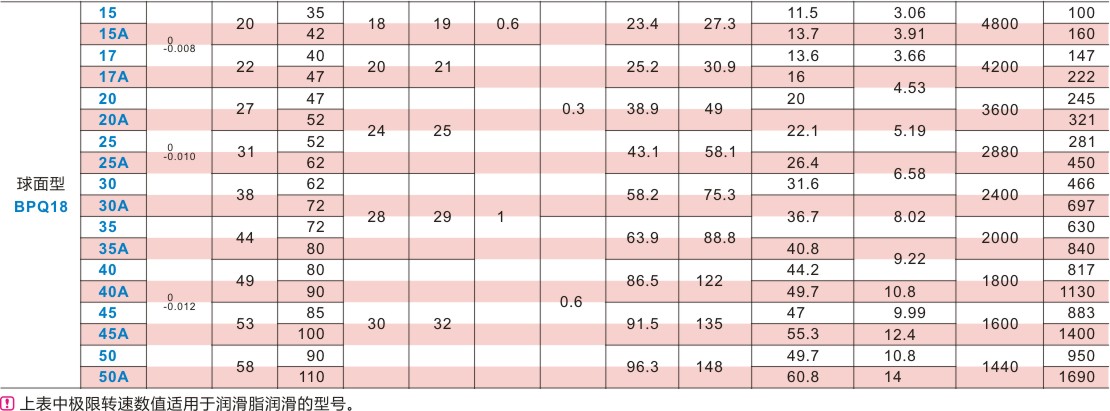 15 35 11.5 3.06 100
20 18 19 0.6 23.4 27.3 4800
15A 42 13.7 3.91 160
0
-0.008
17 40 13.6 3.66 147
22 20 21 25.2 30.9 4200
17A 47 16 222
4.53
20 47 20 245
27 0.3 38.9 49 3600
20A 52 321
24 25 22.1 5.19
25 52 281
0
-0.010
31 43.1 58.1 2880
25A 62 26.4 450
6.58
球面型
30 62 31.6 466
38 58.2 75.3 2400
BPQ18
30A 72 697
28 29 1 36.7 8.02
35 72 630
44 63.9 88.8 2000
35A 80 40.8 840
9.22
40 80 44.2 817
49 86.5 122 1800
40A 90 49.7 10.8 1130
0
-0.012
0.6
45 85 47 9.99 883
53 30 32 91.5 135 1600
45A 100 55.3 12.4 1400
50 90 49.7 10.8 950
58 96.3 148 1440
50A 110 60.8 14 1690
! 上表中极限转速数值适用于润滑脂润滑的型号。